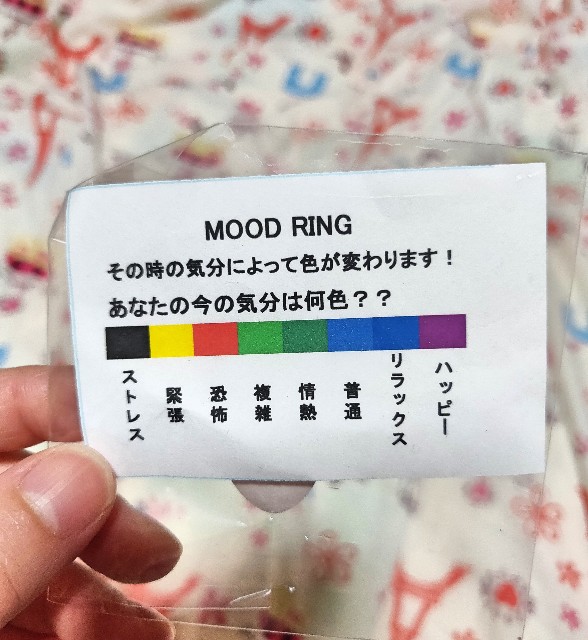 MOOD RING
その時の気分によって色が変わります！
あなたの今の気分は何色？？
ストレス
緊張
恐怖
複雑
情熱
普通
リラックス
ハッピー